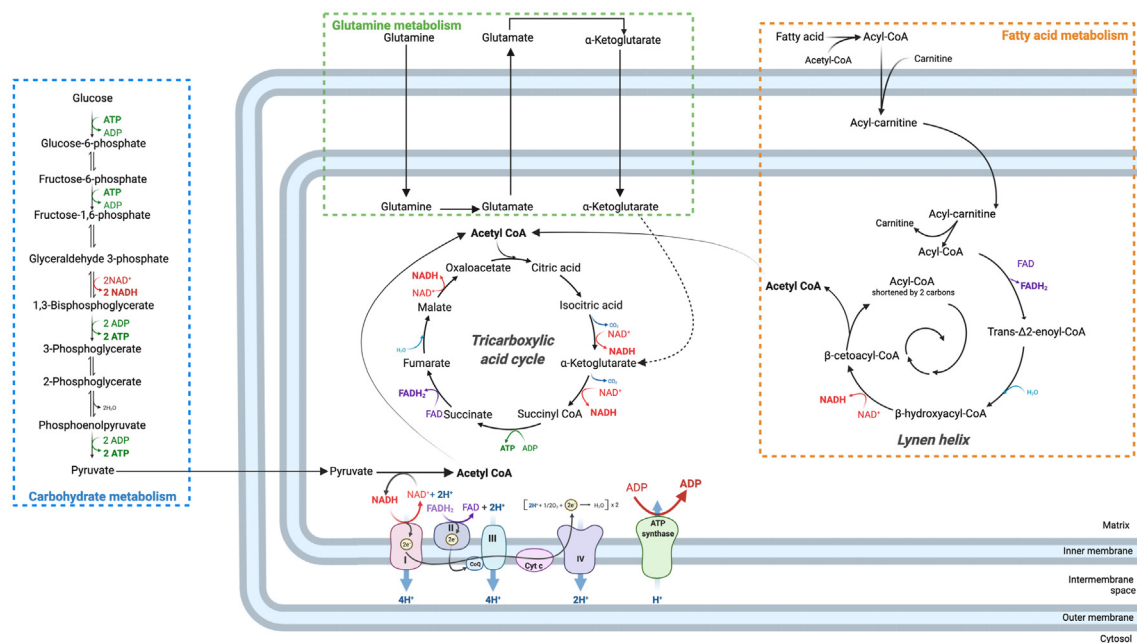 Glutamine metabolism
Glutamine
Glutamate
α-Ketoglutarate
Glutamine
Glutamate
α-Ketoglutarate
Fatty acid metabolism
Fatty acid
Acyl-CoA
Acetyl-CoA
Carnitine
Acyl-carnitine
Acyl-carnitine
Carnitine
Acyl-CoA
FAD
FADH₂
Acyl-CoA
shortened by 2 carbons
Acetyl CoA
Trans-Δ2-enoyl-CoA
β-cetoacyl-CoA
H₂O
NADH
NAD⁺
β-hydroxyacyl-CoA
Lynen helix
Glucose
ATP
ADP
Glucose-6-phosphate
Fructose-6-phosphate
ATP
ADP
Fructose-1,6-phosphate
Glyceraldehyde 3-phosphate
2NAD⁺
2 NADH
1,3-Bisphosphoglycerate
2 ADP
2 ATP
3-Phosphoglycerate
2-Phosphoglycerate
2H₂O
Phosphoenolpyruvate
2 ADP
2 ATP
Pyruvate
Carbohydrate metabolism
Acetyl CoA
Oxaloacetate
Citric acid
NADH
NAD⁺
Malate
Isocitric acid
CO₂
NAD⁺
NADH
H₂O
Tricarboxylic
acid cycle
Fumarate
α-Ketoglutarate
CO₂
NAD⁺
NADH
FADH₂
FAD
Succinate
Succinyl CoA
ATP
ADP
Pyruvate
Acetyl CoA
NADH
NAD⁺ + 2H⁺
FADH₂
FAD + 2H⁺
[2H⁺ + 1/2O₂ + 2e⁻ → H₂O] x 2
ADP
ADP
2e⁻
I
II
2e⁻
III
CoQ
Cyt c
IV
ATP
synthase
4H⁺
4H⁺
2H⁺
H⁺
Matrix
Inner membrane
Intermembrane
space
Outer membrane
Cytosol